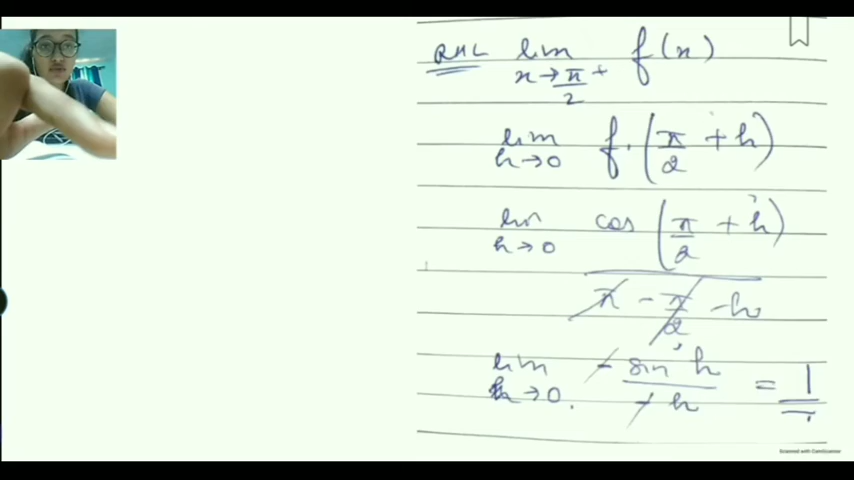 RHL lim x→π/2+ f(x)
lim h→0 f.(π/2 + h)
lim h→0 cos (π/2 + h)
π - π/2 - h
lim h→0. - sin h / - h = 1
Scanned with CamScanner